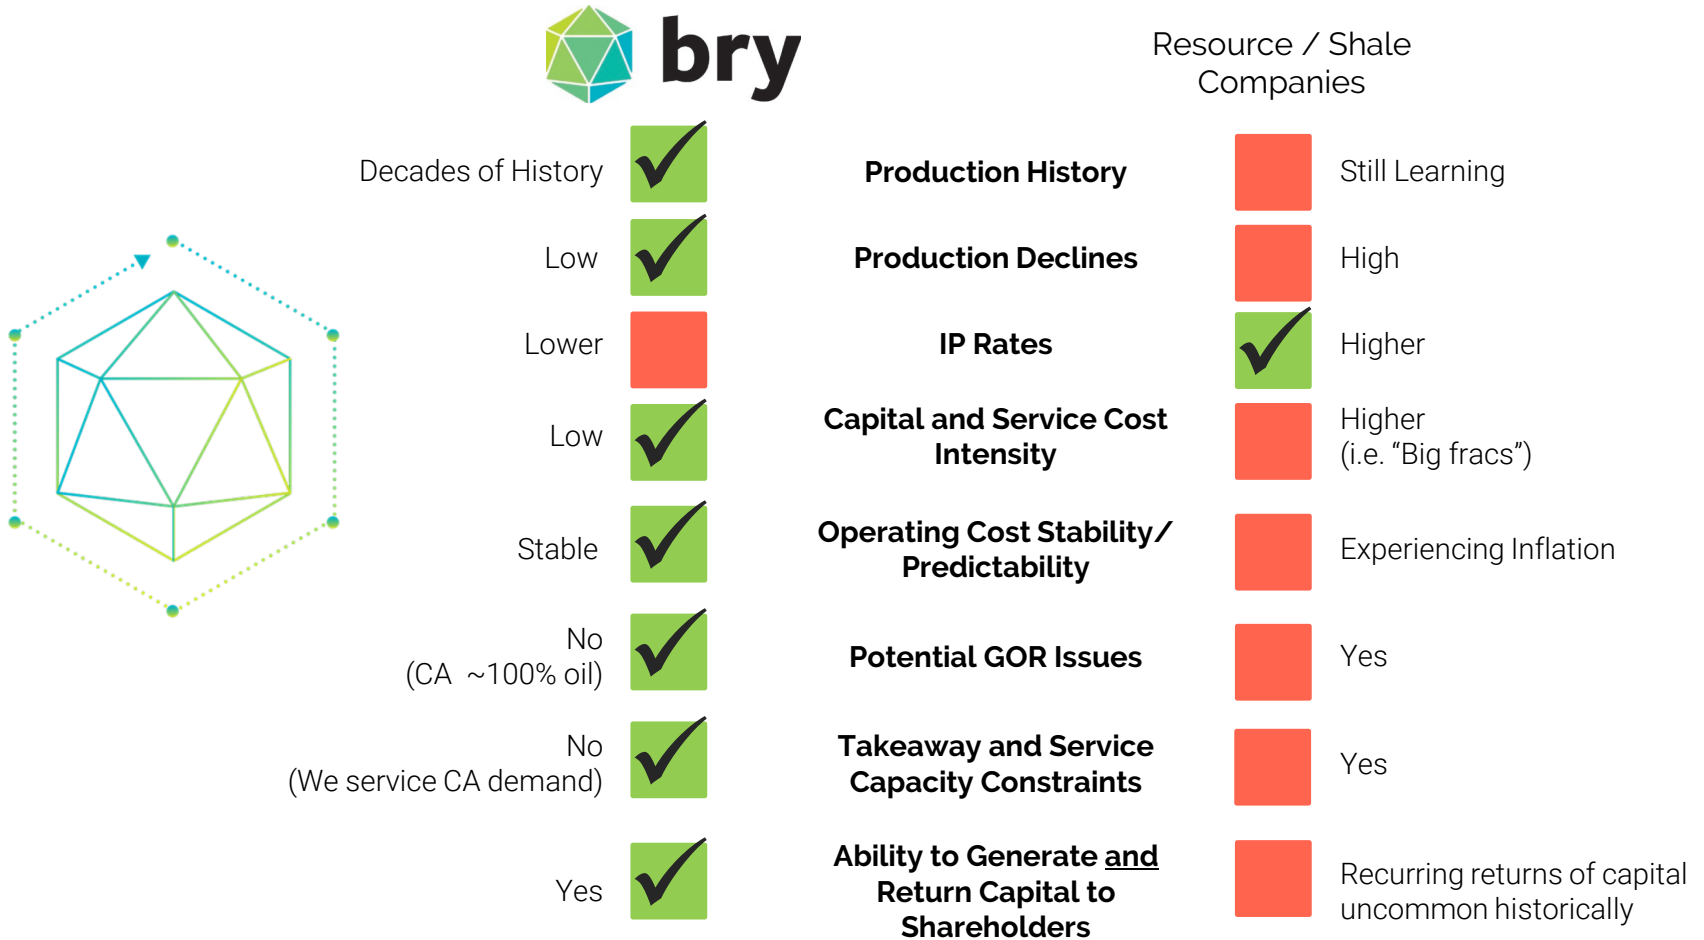 bry
Resource / Shale
Companies
Decades of History
Production History
Still Learning
Low
Production Declines
High
Lower
IP Rates
Higher
Low
Capital and Service Cost
Intensity
Higher
(i.e. “Big fracs”)
Stable
Operating Cost Stability/
Predictability
Experiencing Inflation
No
(CA ~100% oil)
Potential GOR Issues
Yes
No
(We service CA demand)
Takeaway and Service
Capacity Constraints
Yes
Yes
Ability to Generate and
Return Capital to
Shareholders
Recurring returns of capital
uncommon historically